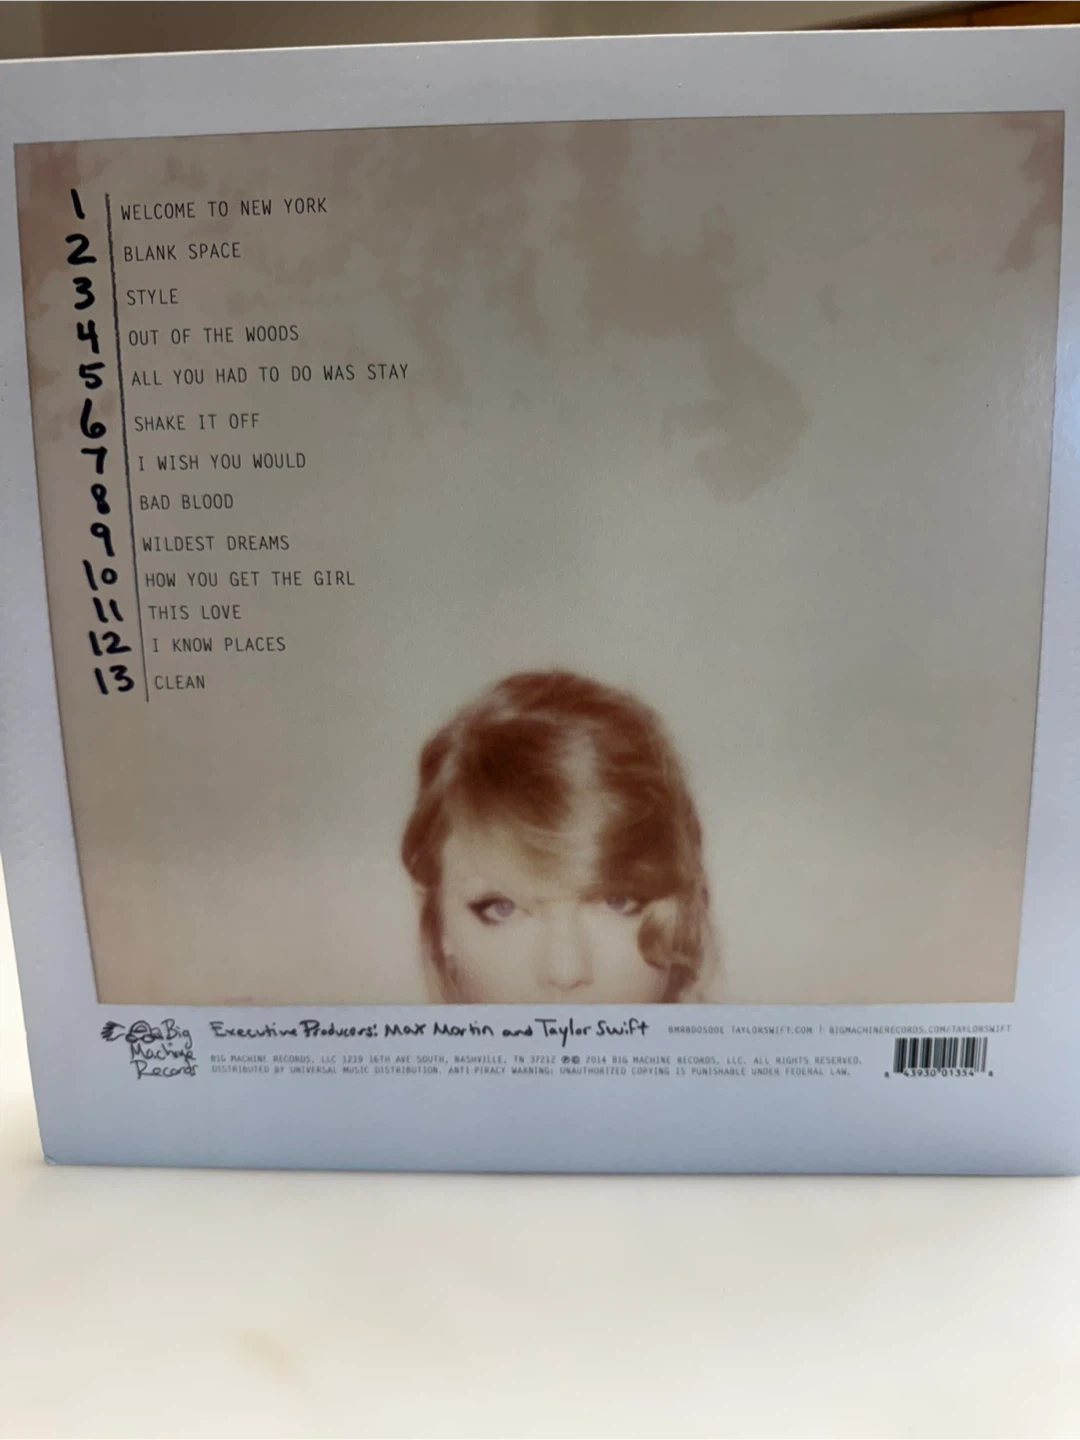 1 WELCOME TO NEW YORK
2 BLANK SPACE
3 STYLE
4 OUT OF THE WOODS
5 ALL YOU HAD TO DO WAS STAY
6 SHAKE IT OFF
7 I WISH YOU WOULD
8 BAD BLOOD
9 WILDEST DREAMS
10 HOW YOU GET THE GIRL
11 THIS LOVE
12 I KNOW PLACES
13 CLEAN
Big
Machine
Records
Executive Producers: Max Martin and Taylor Swift
TAYLORSWIFT.COM | BIGMACHINERECORDS.COM/TAYLORSWIFT
BIG MACHINE RECORDS, LLC 1219 16TH AVE SOUTH, NASHVILLE, TN 37212 ℗© 2014 BIG MACHINE RECORDS, LLC. ALL RIGHTS RESERVED.
DISTRIBUTED BY UNIVERSAL MUSIC DISTRIBUTION. ANTI PIRACY WARNING: UNAUTHORIZED COPYING IS PUNISHABLE UNDER FEDERAL LAW.
8 43930 01354 8